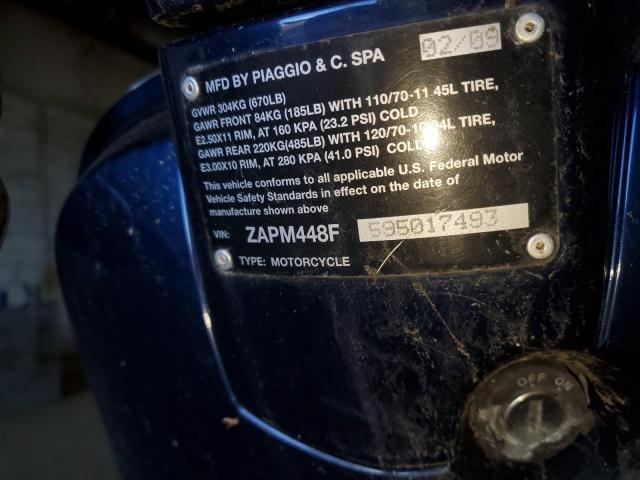 MFD BY PIAGGIO & C. SPA 02/09
GVWR 304KG (670LB)
GAWR FRONT 84KG (185LB) WITH 110/70-11 45L TIRE,
E2.50X11 RIM, AT 160 KPA (23.2 PSI) COLD
GAWR REAR 220KG(485LB) WITH 120/70-10 54L TIRE,
E3.00X10 RIM, AT 280 KPA (41.0 PSI) COLD
This vehicle conforms to all applicable U.S. Federal Motor
Vehicle Safety Standards in effect on the date of
manufacture shown above
VIN: ZAPM448F 595017493
TYPE: MOTORCYCLE
OFF ON